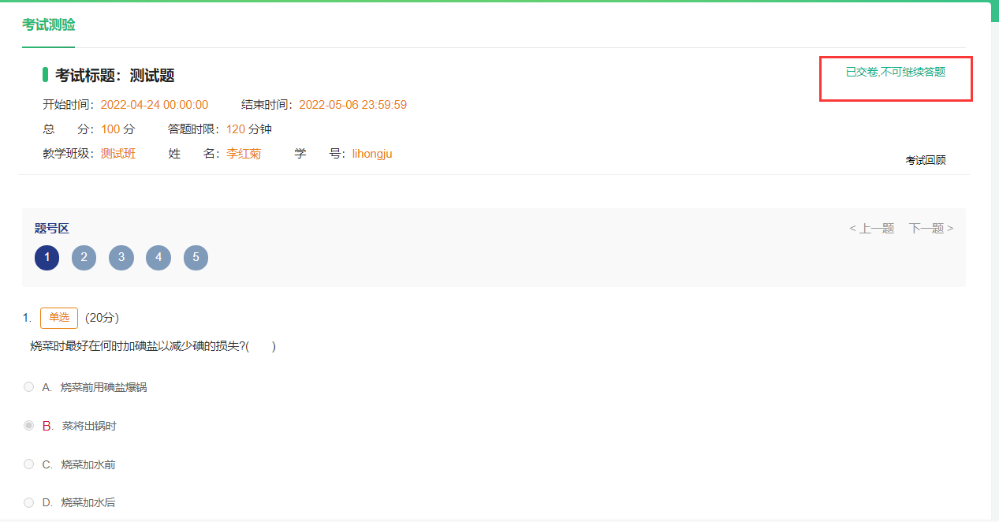 考试测验
考试标题：测试题
已交卷,不可继续答题
开始时间：2022-04-24 00:00:00 结束时间：2022-05-06 23:59:59
总 分：100 分 答题时限：120 分钟
教学班级：测试班 姓 名：李红菊 学 号：lihongju
考试回顾
题号区 < 上一题 下一题 >
1 2 3 4 5
1. 单选 (20分)
烧菜时最好在何时加碘盐以减少碘的损失?( )
A. 烧菜前用碘盐爆锅
B. 菜将出锅时
C. 烧菜加水前
D. 烧菜加水后